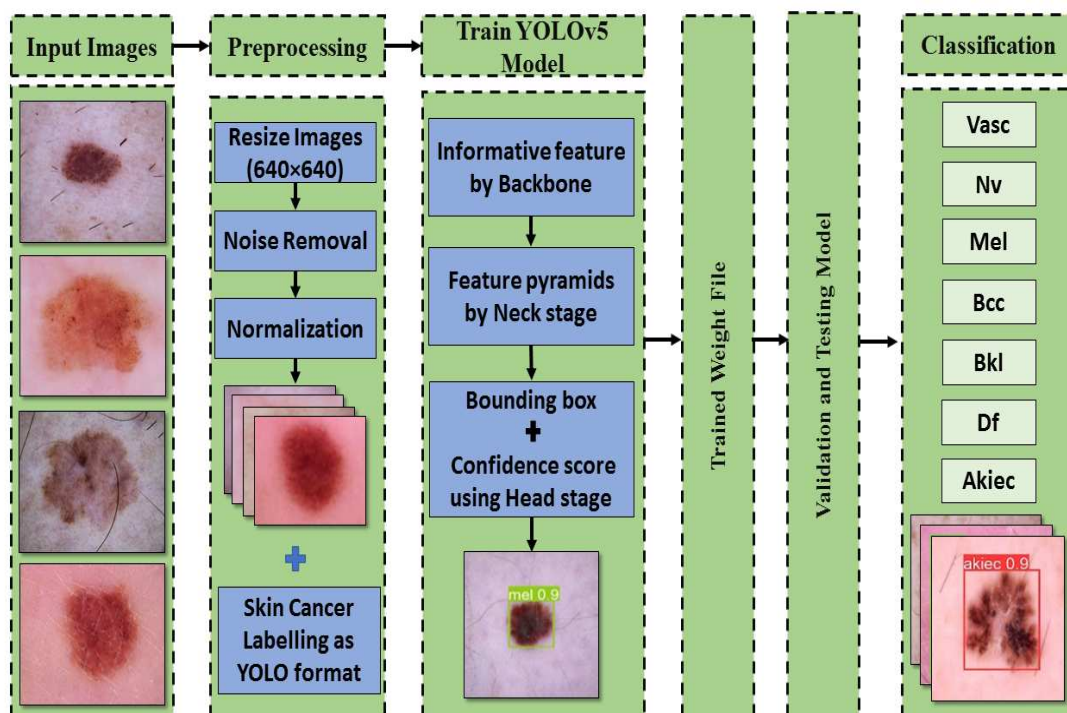 Input Images
Preprocessing
Train YOLOv5
Model
Classification
Resize Images
(640×640)
Noise Removal
Normalization
Skin Cancer
Labelling as
YOLO format
Informative feature
by Backbone
Feature pyramids
by Neck stage
Bounding box
+
Confidence score
using Head stage
mel 0.9
Trained Weight File
Validation and Testing Model
Vasc
Nv
Mel
Bcc
Bkl
Df
Akiec
akiec 0.9